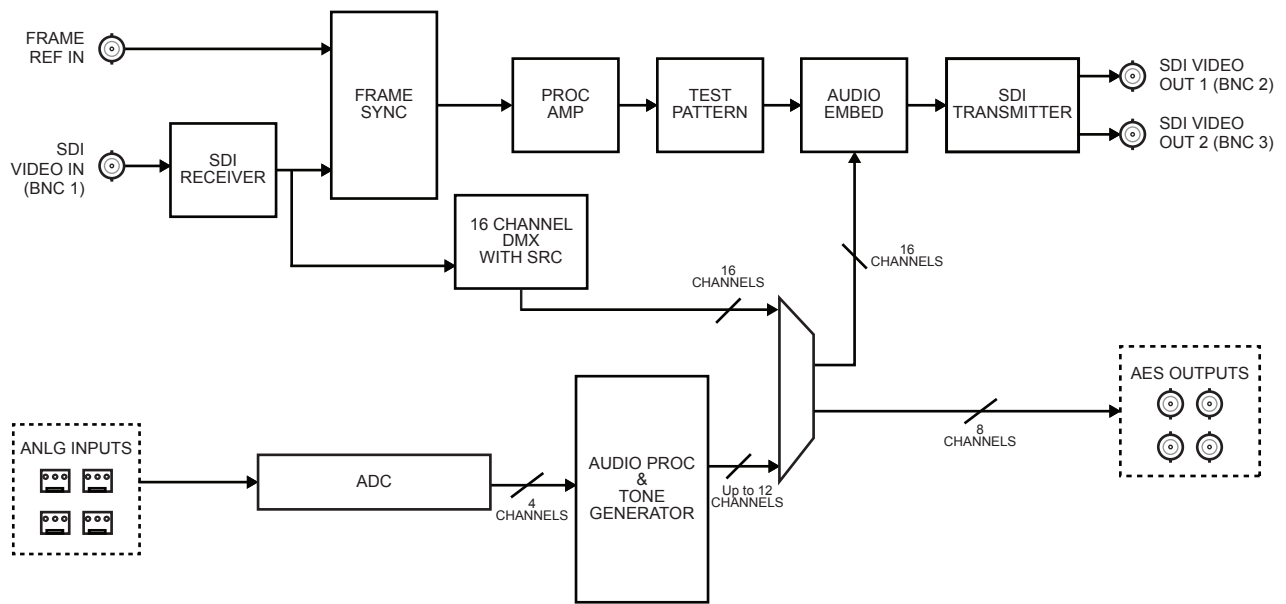 FRAME
REF IN
SDI
VIDEO IN
(BNC 1)
SDI
RECEIVER
FRAME
SYNC
PROC
AMP
TEST
PATTERN
AUDIO
EMBED
SDI
TRANSMITTER
SDI VIDEO
OUT 1 (BNC 2)
SDI VIDEO
OUT 2 (BNC 3)
16 CHANNEL
DMX
WITH SRC
16
CHANNELS
16
CHANNELS
ANLG INPUTS
ADC
4
CHANNELS
AUDIO PROC
&
TONE
GENERATOR
Up to 12
CHANNELS
8
CHANNELS
AES OUTPUTS